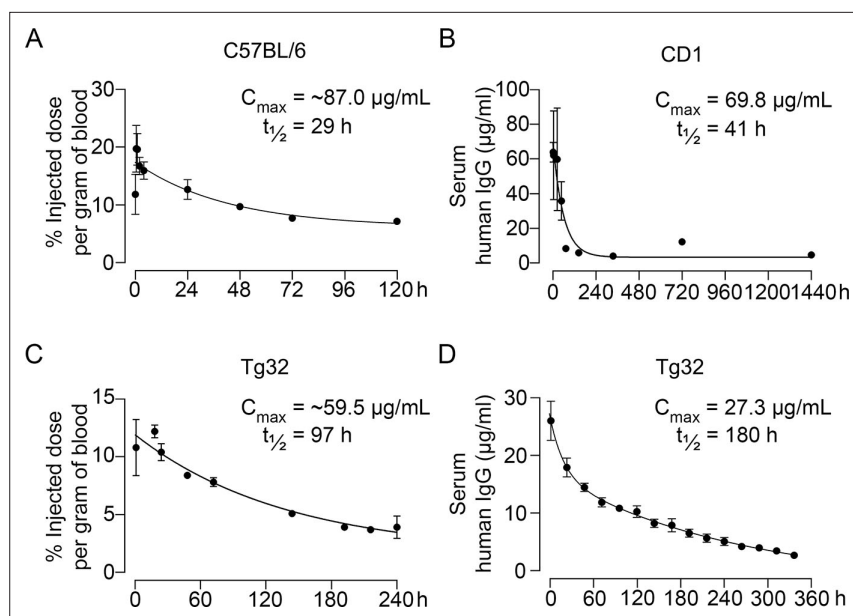 A
C57BL/6
% Injected dose
per gram of blood
30
20
10
0
Cmax = ~87.0 µg/mL
t½ = 29 h
0 24 48 72 96 120 h
B
CD1
Serum
human IgG (µg/ml)
100
80
60
40
20
0
Cmax = 69.8 µg/mL
t½ = 41 h
0 240 480 720 960 1200 1440 h
C
Tg32
% Injected dose
per gram of blood
15
10
5
0
Cmax = ~59.5 µg/mL
t½ = 97 h
0 60 120 180 240 h
D
Tg32
Serum
human IgG (µg/ml)
30
20
10
0
Cmax = 27.3 µg/mL
t½ = 180 h
0 60 120 180 240 300 360 h